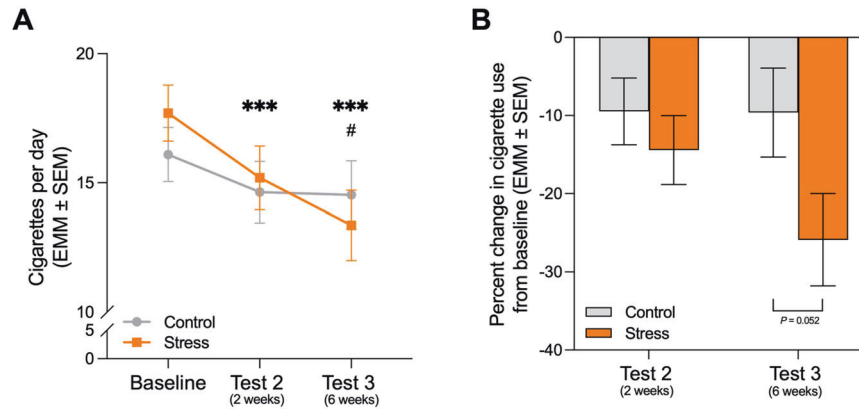 A
Cigarettes per day
(EMM ± SEM)
20
15
10
5
0
***
***
#
Control
Stress
Baseline
Test 2
(2 weeks)
Test 3
(6 weeks)
B
Percent change in cigarette use
from baseline (EMM ± SEM)
0
-10
-20
-30
-40
Control
Stress
P = 0.052
Test 2
(2 weeks)
Test 3
(6 weeks)